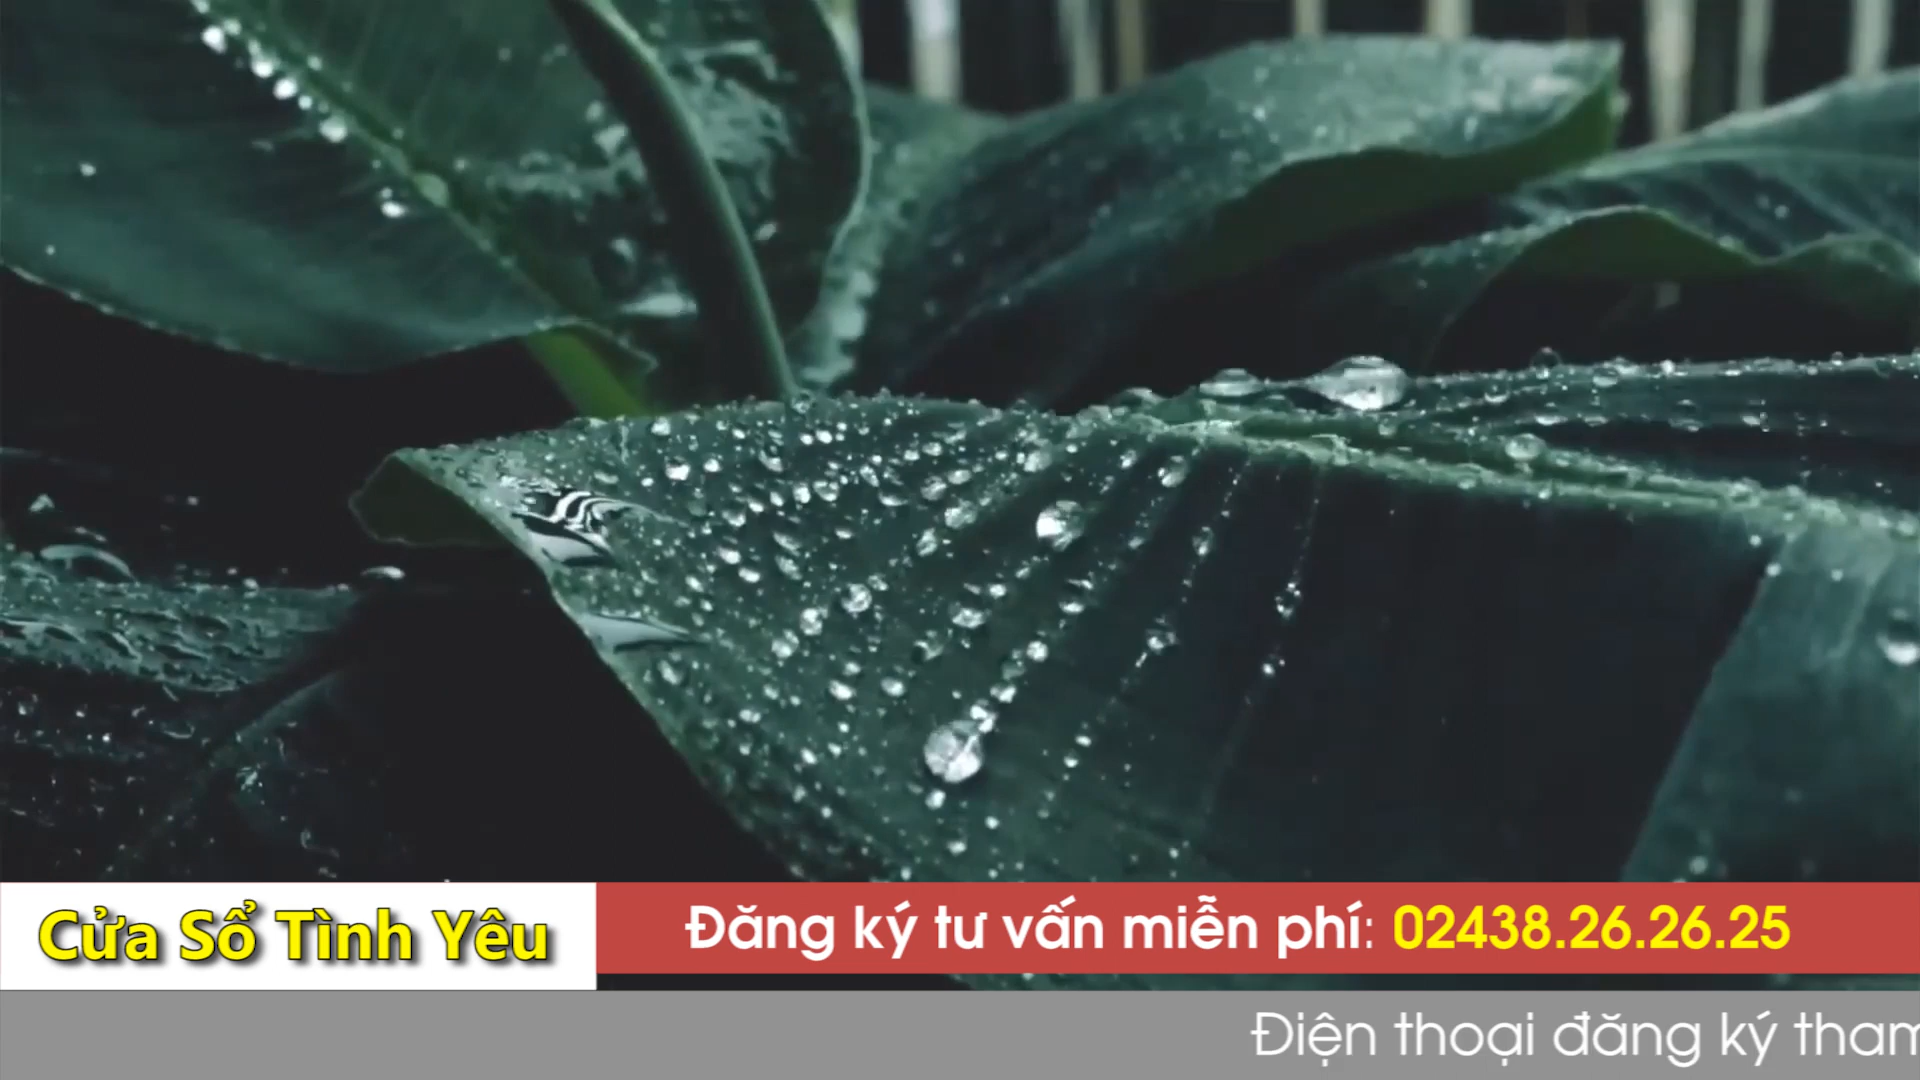 Cửa Sổ Tình Yêu
Đăng ký tư vấn miễn phí: 02438.26.26.25
Điện thoại đăng ký tham